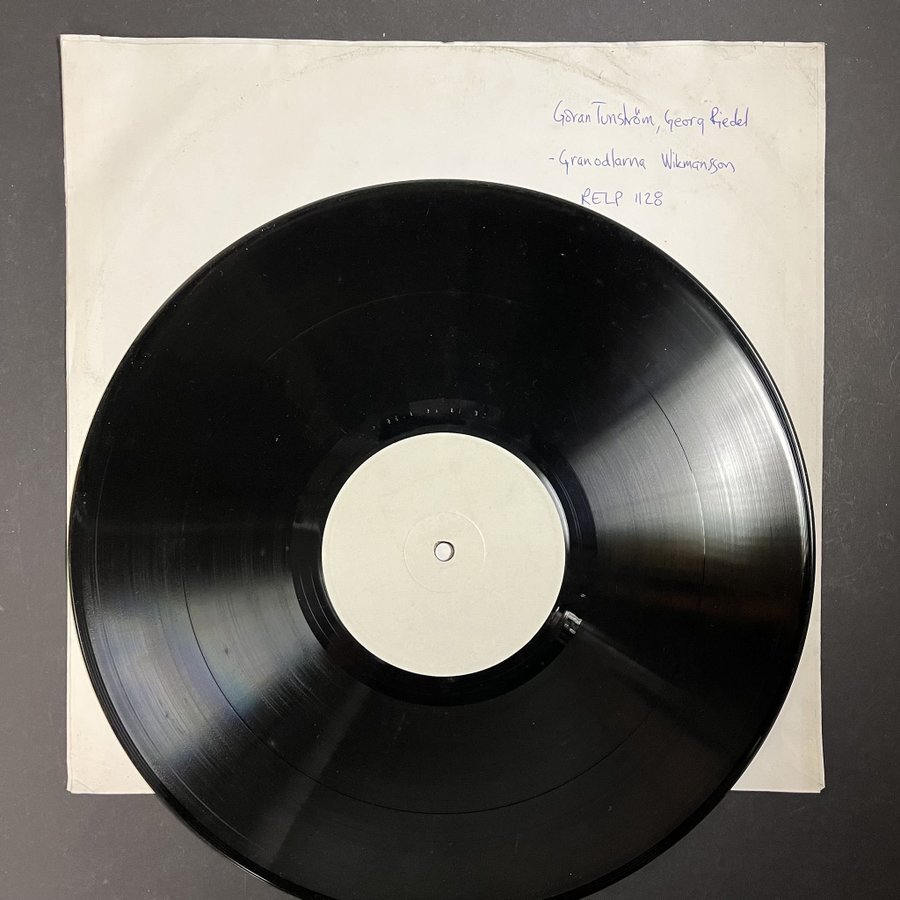 Göran Tunström, Georg Riedel
- Granodlarna Wikmansson
RELP 1128